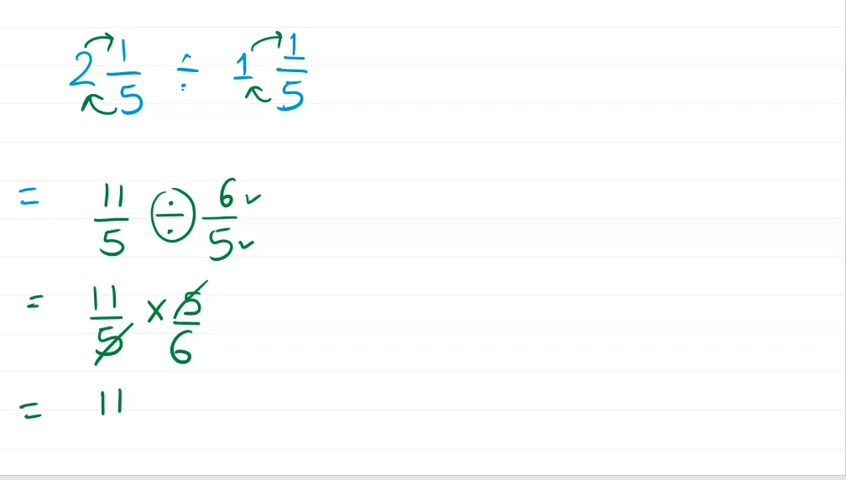 2 1/5 ÷ 1 1/5
= 11/5 ÷ 6/5
= 11/5 × 5/6
= 11